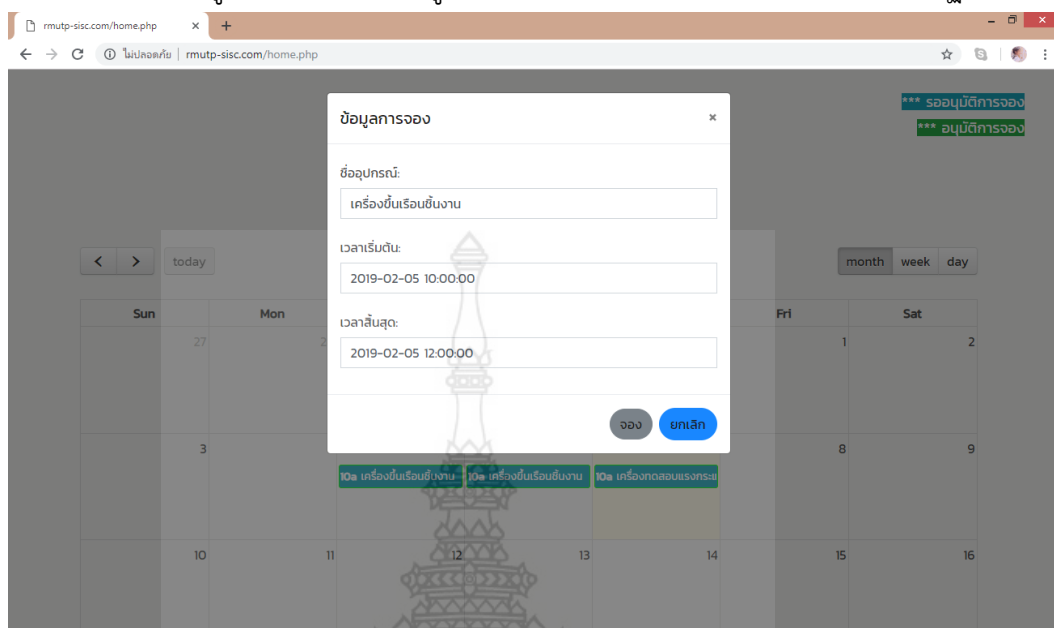 rmutp-sisc.com/home.php
ไม่ปลอดภัย | rmutp-sisc.com/home.php
*** รออนุมัติการจอง
*** อนุมัติการจอง
ข้อมูลการจอง ×
ชื่ออุปกรณ์:
เครื่องขึ้นเรือนชิ้นงาน
เวลาเริ่มต้น:
2019-02-05 10:00:00
เวลาสิ้นสุด:
2019-02-05 12:00:00
จอง ยกเลิก
today month week day
Sun Mon Fri Sat
27 1 2
3 8 9
10a เครื่องขึ้นเรือนชิ้นงาน 10a เครื่องขึ้นเรือนชิ้นงาน 10a เครื่องทดสอบแรงกระแ
10 11 12 13 14 15 16